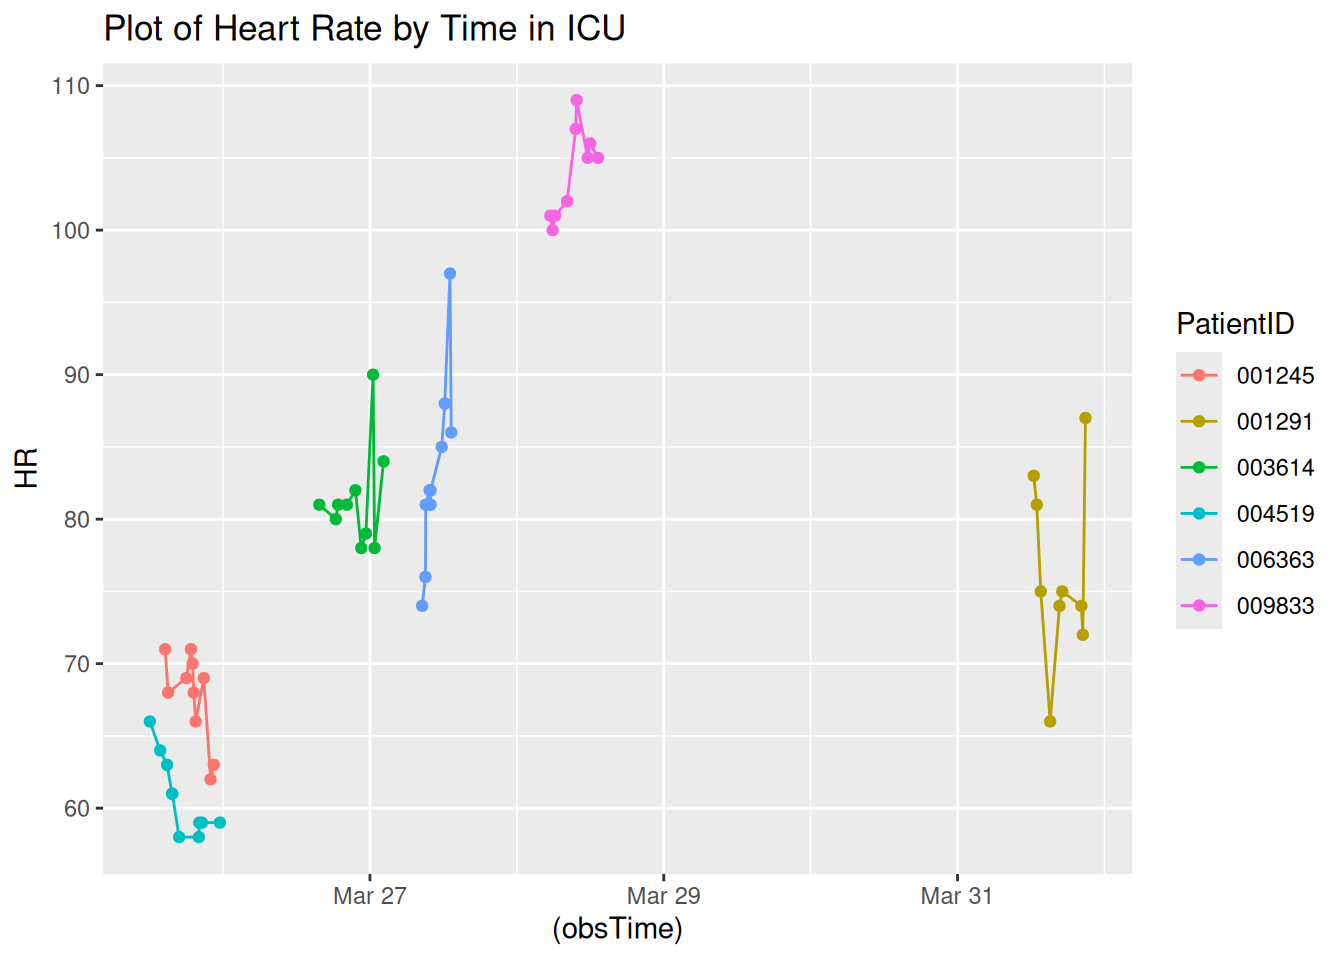 Plot of Heart Rate by Time in ICU
110
100
90
80
70
60
HR
Mar 27
Mar 29
Mar 31
(obsTime)
PatientID
001245
001291
003614
004519
006363
009833